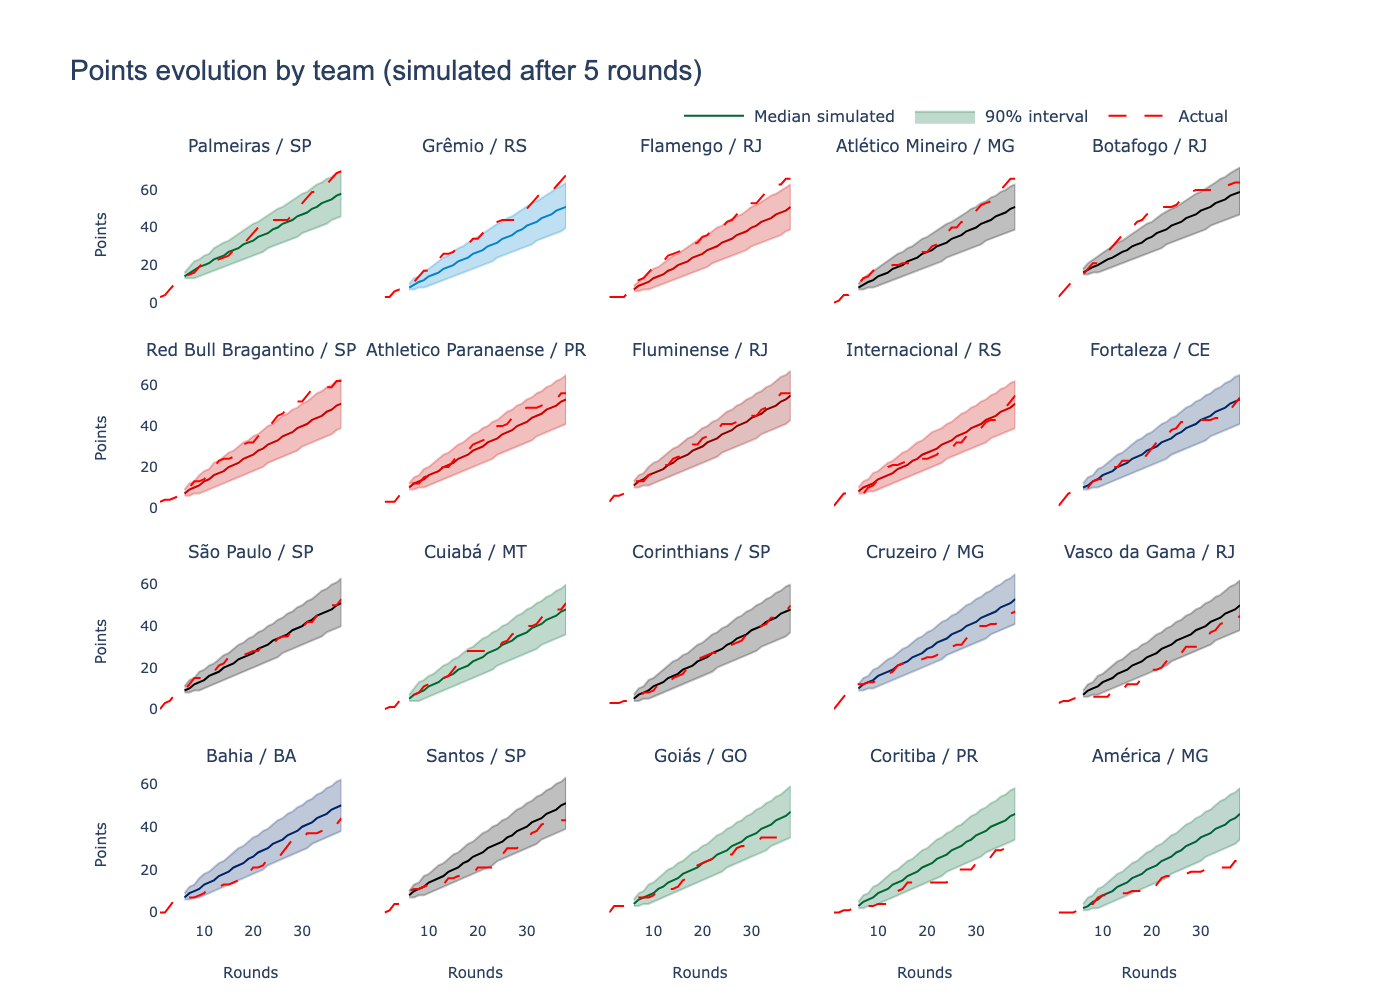 Points evolution by team (simulated after 5 rounds)
Median simulated 90% interval Actual
Palmeiras / SP Grêmio / RS Flamengo / RJ Atlético Mineiro / MG Botafogo / RJ
60
40
20
0
Points
Red Bull Bragantino / SP Athletico Paranaense / PR Fluminense / RJ Internacional / RS Fortaleza / CE
60
40
20
0
Points
São Paulo / SP Cuiabá / MT Corinthians / SP Cruzeiro / MG Vasco da Gama / RJ
60
40
20
0
Points
Bahia / BA Santos / SP Goiás / GO Coritiba / PR América / MG
60
40
20
0
Points
10 20 30 10 20 30 10 20 30 10 20 30 10 20 30
Rounds Rounds Rounds Rounds Rounds